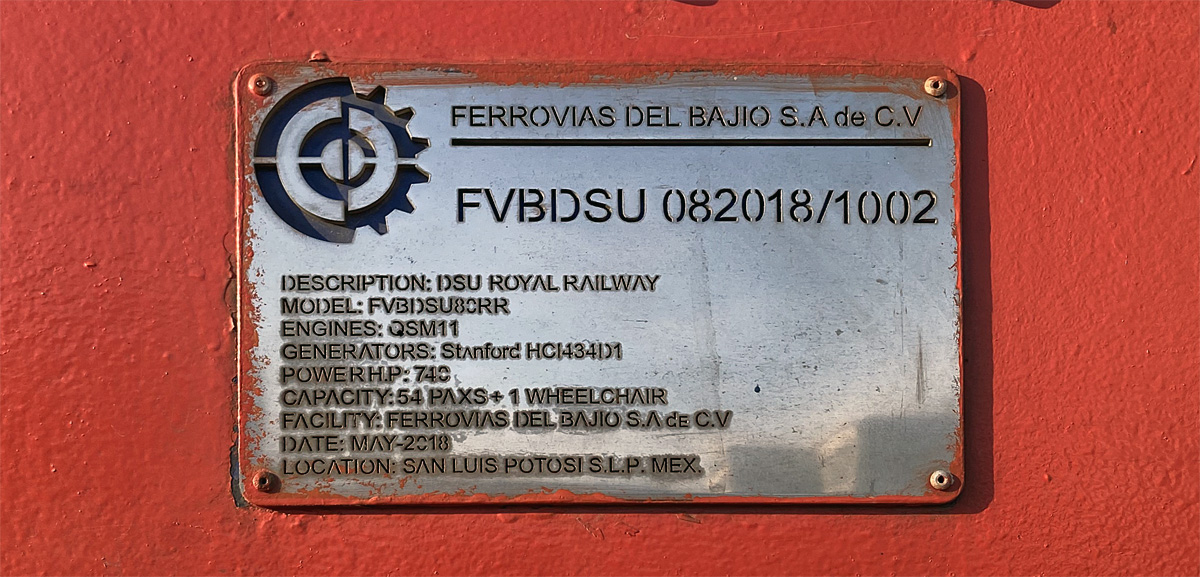 FERROVIAS DEL BAJIO S.A de C.V
FVBDSU 082018/1002
DESCRIPTION: DSU ROYAL RAILWAY
MODEL: FVBDSU80RR
ENGINES: QSM11
GENERATORS: Stanford HCI434D1
POWER H.P: 740
CAPACITY: 54 PAXS + 1 WHEELCHAIR
FACILITY: FERROVIAS DEL BAJIO S.A de C.V
DATE: MAY-2018
LOCATION: SAN LUIS POTOSI S.L.P. MEX.